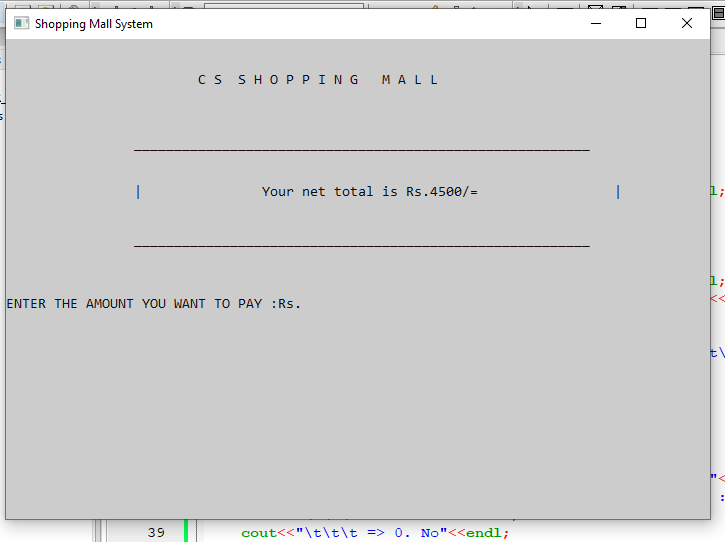 Shopping Mall System
C S  S H O P P I N G   M A L L
Your net total is Rs.4500/=
ENTER THE AMOUNT YOU WANT TO PAY :Rs.
39 cout<<"\t\t\t => 0. No"<<endl;